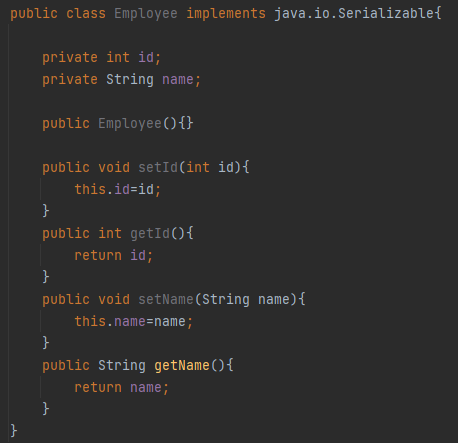 public class Employee implements java.io.Serializable{
private int id;
private String name;
public Employee(){}
public void setId(int id){
this.id=id;
}
public int getId(){
return id;
}
public void setName(String name){
this.name=name;
}
public String getName(){
return name;
}
}